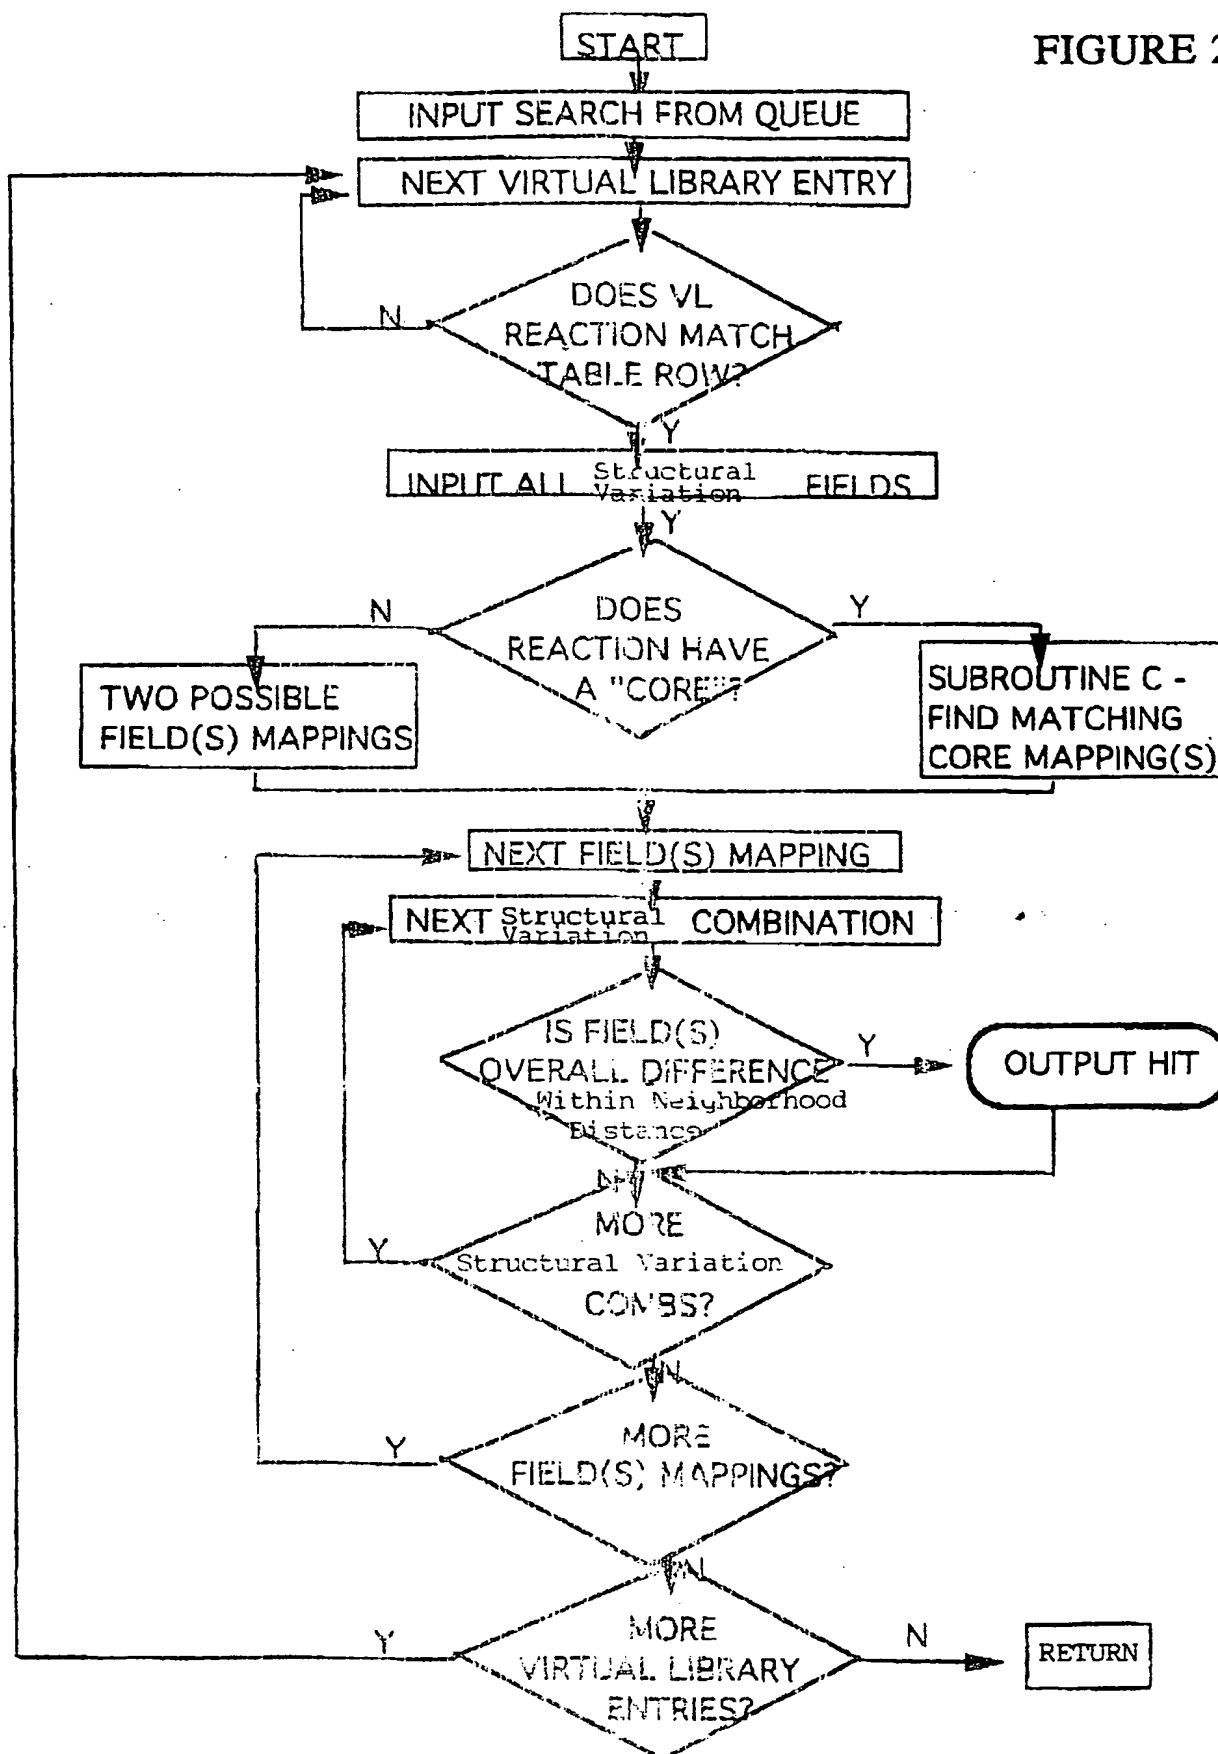 START
FIGURE 2
INPUT SEARCH FROM QUEUE
NEXT VIRTUAL LIBRARY ENTRY
DOES VL
REACTION MATCH
TABLE ROW?
N
Y
INPUT ALL Structural Variation FIELDS
Y
DOES
REACTION HAVE
A "CORE"?
N
Y
TWO POSSIBLE
FIELD(S) MAPPINGS
SUBROUTINE C -
FIND MATCHING
CORE MAPPING(S)
NEXT FIELD(S) MAPPING
NEXT Structural Variation COMBINATION
IS FIELD(S)
OVERALL DIFFERENCE
Within Neighborhood
Distance
Y
OUTPUT HIT
N
MORE
Structural Variation
COMBS?
Y
N
MORE
FIELD(S) MAPPINGS?
Y
N
MORE
VIRTUAL LIBRARY
ENTRIES?
Y
N
RETURN